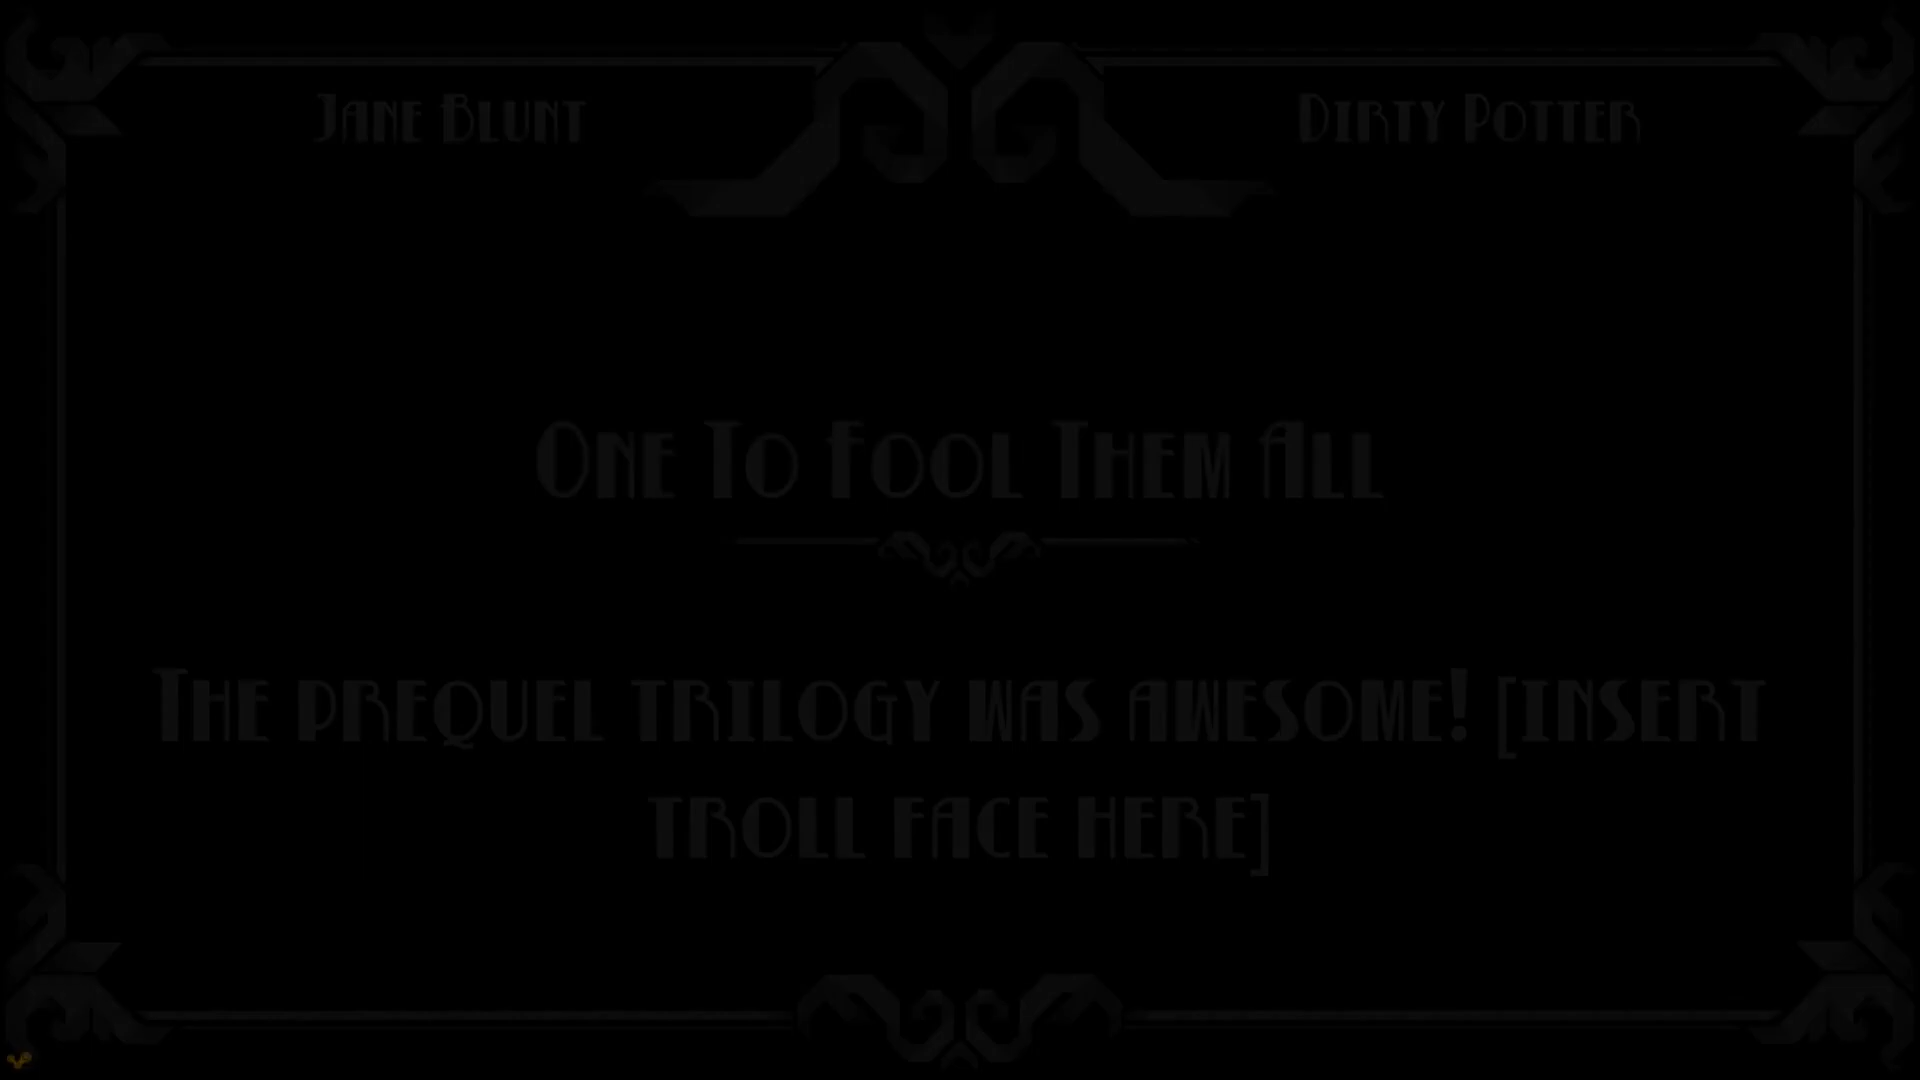 Jane Blunt
Dirty Potter
One To Fool Them All
The prequel trilogy was awesome! [insert
troll face here]